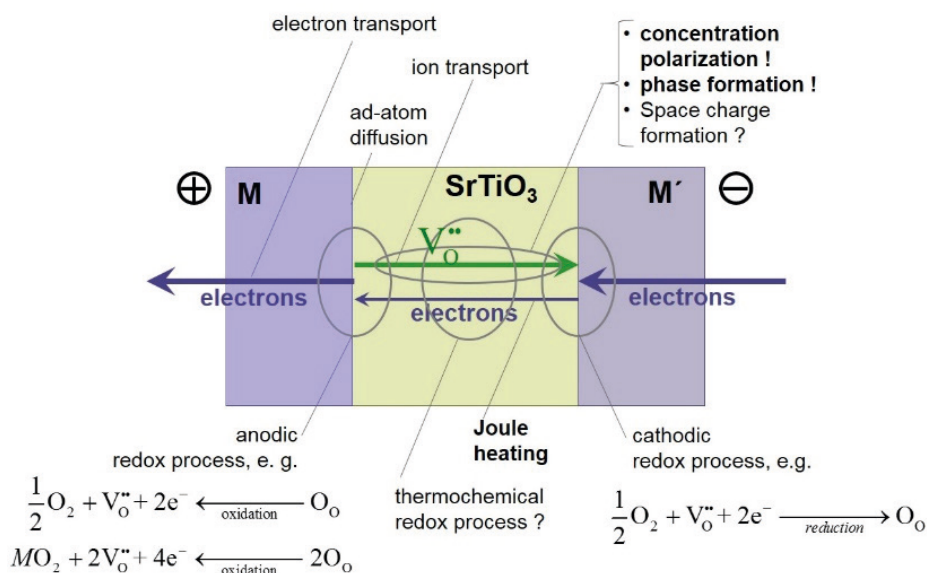 electron transport
ion transport
ad-atom
diffusion
• concentration
polarization !
• phase formation !
• Space charge
formation ?
⊕ M SrTiO₃ M´ ⊖
V_O^••
electrons electrons electrons
anodic
redox process, e. g.
Joule
heating
cathodic
redox process, e.g.
thermochemical
redox process ?
1/2 O₂ + V_O^•• + 2e⁻ ⟵ oxidation O_O
MO₂ + 2V_O^•• + 4e⁻ ⟵ oxidation 2O_O
1/2 O₂ + V_O^•• + 2e⁻ ⟶ reduction O_O